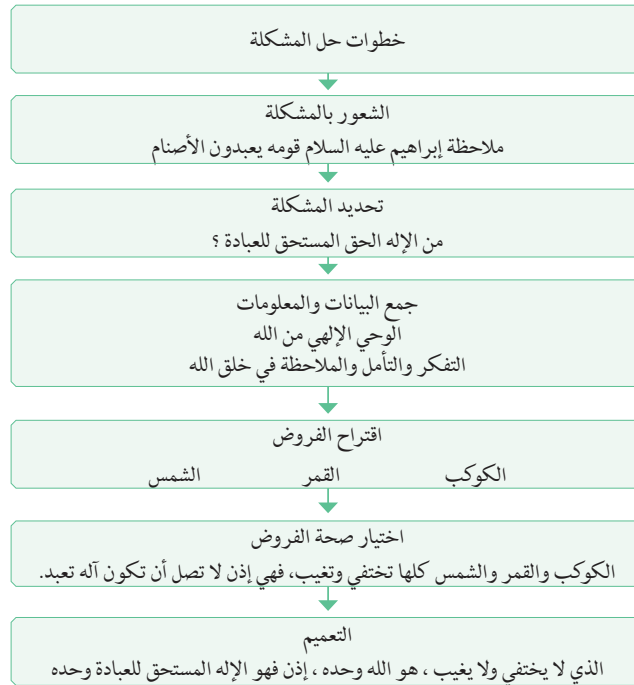 خطوات حل المشكلة
الشعور بالمشكلة
ملاحظة إبراهيم عليه السلام قومه يعبدون الأصنام
تحديد المشكلة
من الإله الحق المستحق للعبادة ؟
جمع البيانات والمعلومات
الوحي الإلهي من الله
التفكر والتأمل والملاحظة في خلق الله
اقتراح الفروض
الكوكب القمر الشمس
اختيار صحة الفروض
الكوكب والقمر والشمس كلها تختفي وتغيب، فهي إذن لا تصل أن تكون آله تعبد.
التعميم
الذي لا يختفي ولا يغيب ، هو الله وحده ، إذن فهو الإله المستحق للعبادة وحده